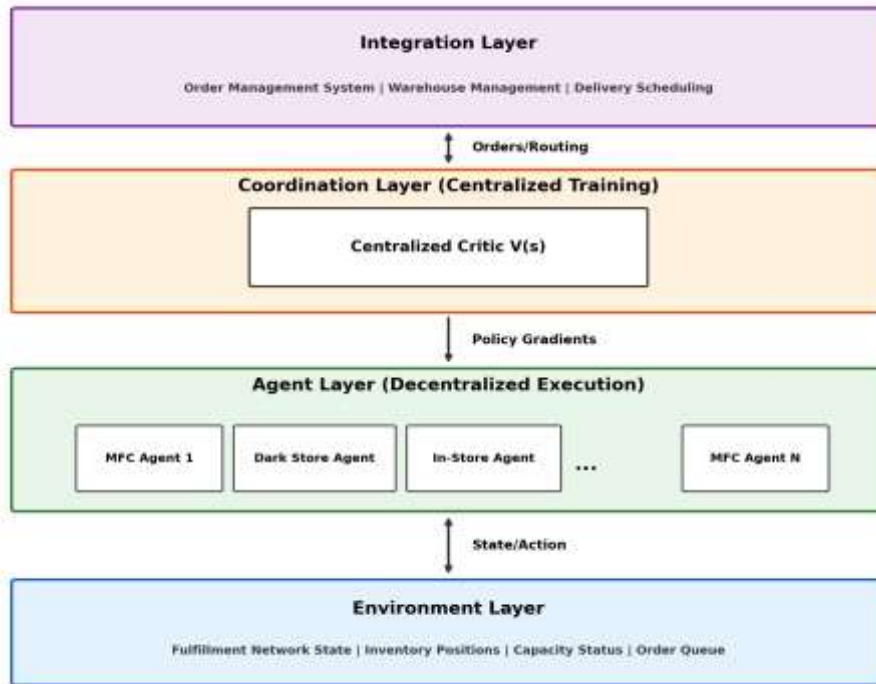 Integration Layer
Order Management System | Warehouse Management | Delivery Scheduling
Orders/Routing
Coordination Layer (Centralized Training)
Centralized Critic V(s)
Policy Gradients
Agent Layer (Decentralized Execution)
MFC Agent 1 Dark Store Agent In-Store Agent ... MFC Agent N
State/Action
Environment Layer
Fulfillment Network State | Inventory Positions | Capacity Status | Order Queue